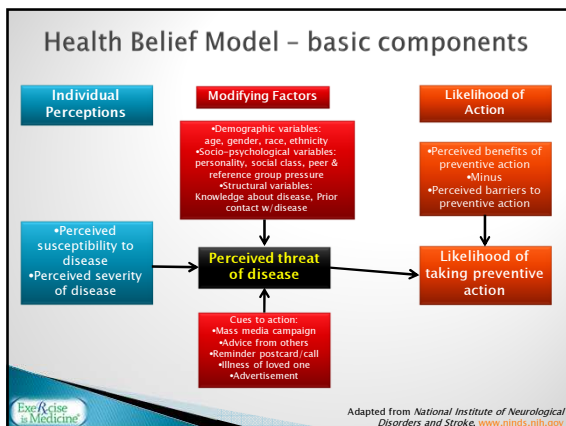 Health Belief Model – basic components
Individual
Perceptions
Modifying Factors
Likelihood of
Action
•Demographic variables:
age, gender, race, ethnicity
•Socio-psychological variables:
personality, social class, peer &
reference group pressure
•Structural variables:
Knowledge about disease, Prior
contact w/disease
•Perceived benefits of
preventive action
•Minus
•Perceived barriers to
preventive action
•Perceived
susceptibility to
disease
•Perceived severity
of disease
Perceived threat
of disease
Likelihood of
taking preventive
action
Cues to action:
•Mass media campaign
•Advice from others
•Reminder postcard/call
•Illness of loved one
•Advertisement
ExeRcise
is Medicine®
Adapted from National Institute of Neurological
Disorders and Stroke. www.ninds.nih.gov